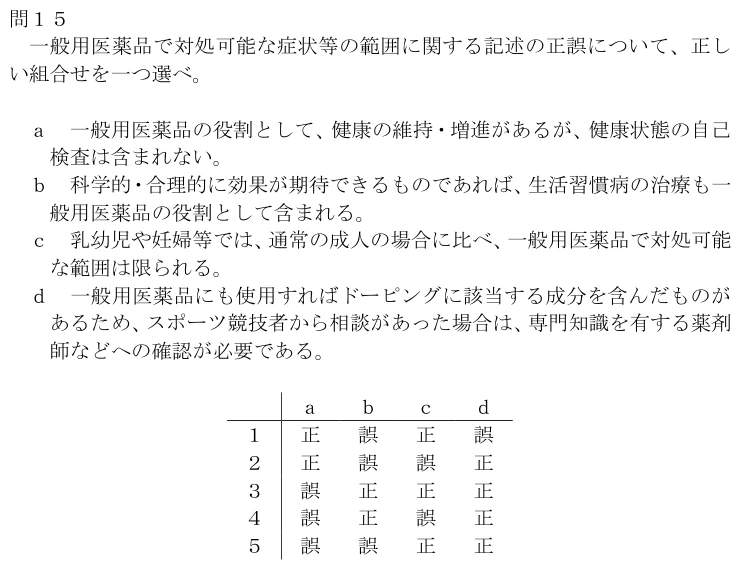 問１５
一般用医薬品で対処可能な症状等の範囲に関する記述の正誤について、正し
い組合せを一つ選べ。
a 一般用医薬品の役割として、健康の維持・増進があるが、健康状態の自己
検査は含まれない。
b 科学的・合理的に効果が期待できるものであれば、生活習慣病の治療も一
般用医薬品の役割として含まれる。
c 乳幼児や妊婦等では、通常の成人の場合に比べ、一般用医薬品で対処可能
な範囲は限られる。
d 一般用医薬品にも使用すればドーピングに該当する成分を含んだものが
あるため、スポーツ競技者から相談があった場合は、専門知識を有する薬剤
師などへの確認が必要である。
a b c d
1 正 誤 正 誤
2 正 誤 誤 正
3 誤 正 正 正
4 誤 正 誤 正
5 誤 誤 正 正